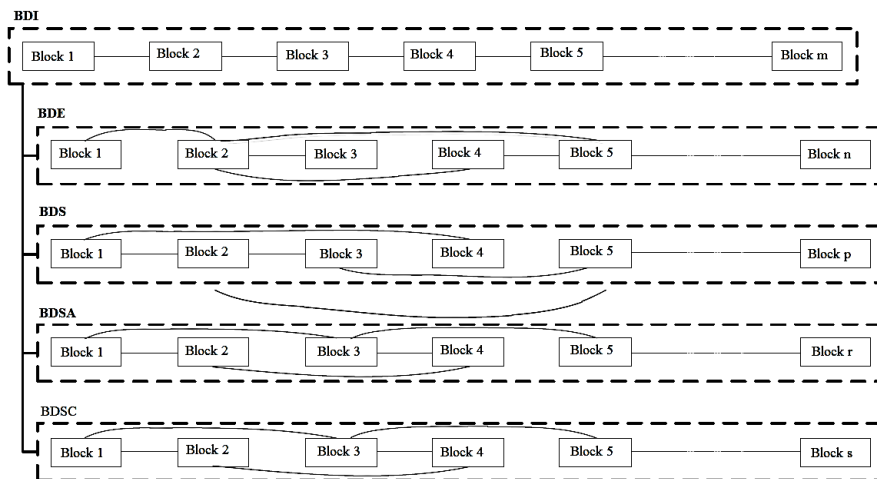 BDI
Block 1 Block 2 Block 3 Block 4 Block 5 Block m
BDE
Block 1 Block 2 Block 3 Block 4 Block 5 Block n
BDS
Block 1 Block 2 Block 3 Block 4 Block 5 Block p
BDSA
Block 1 Block 2 Block 3 Block 4 Block 5 Block r
BDSC
Block 1 Block 2 Block 3 Block 4 Block 5 Block s